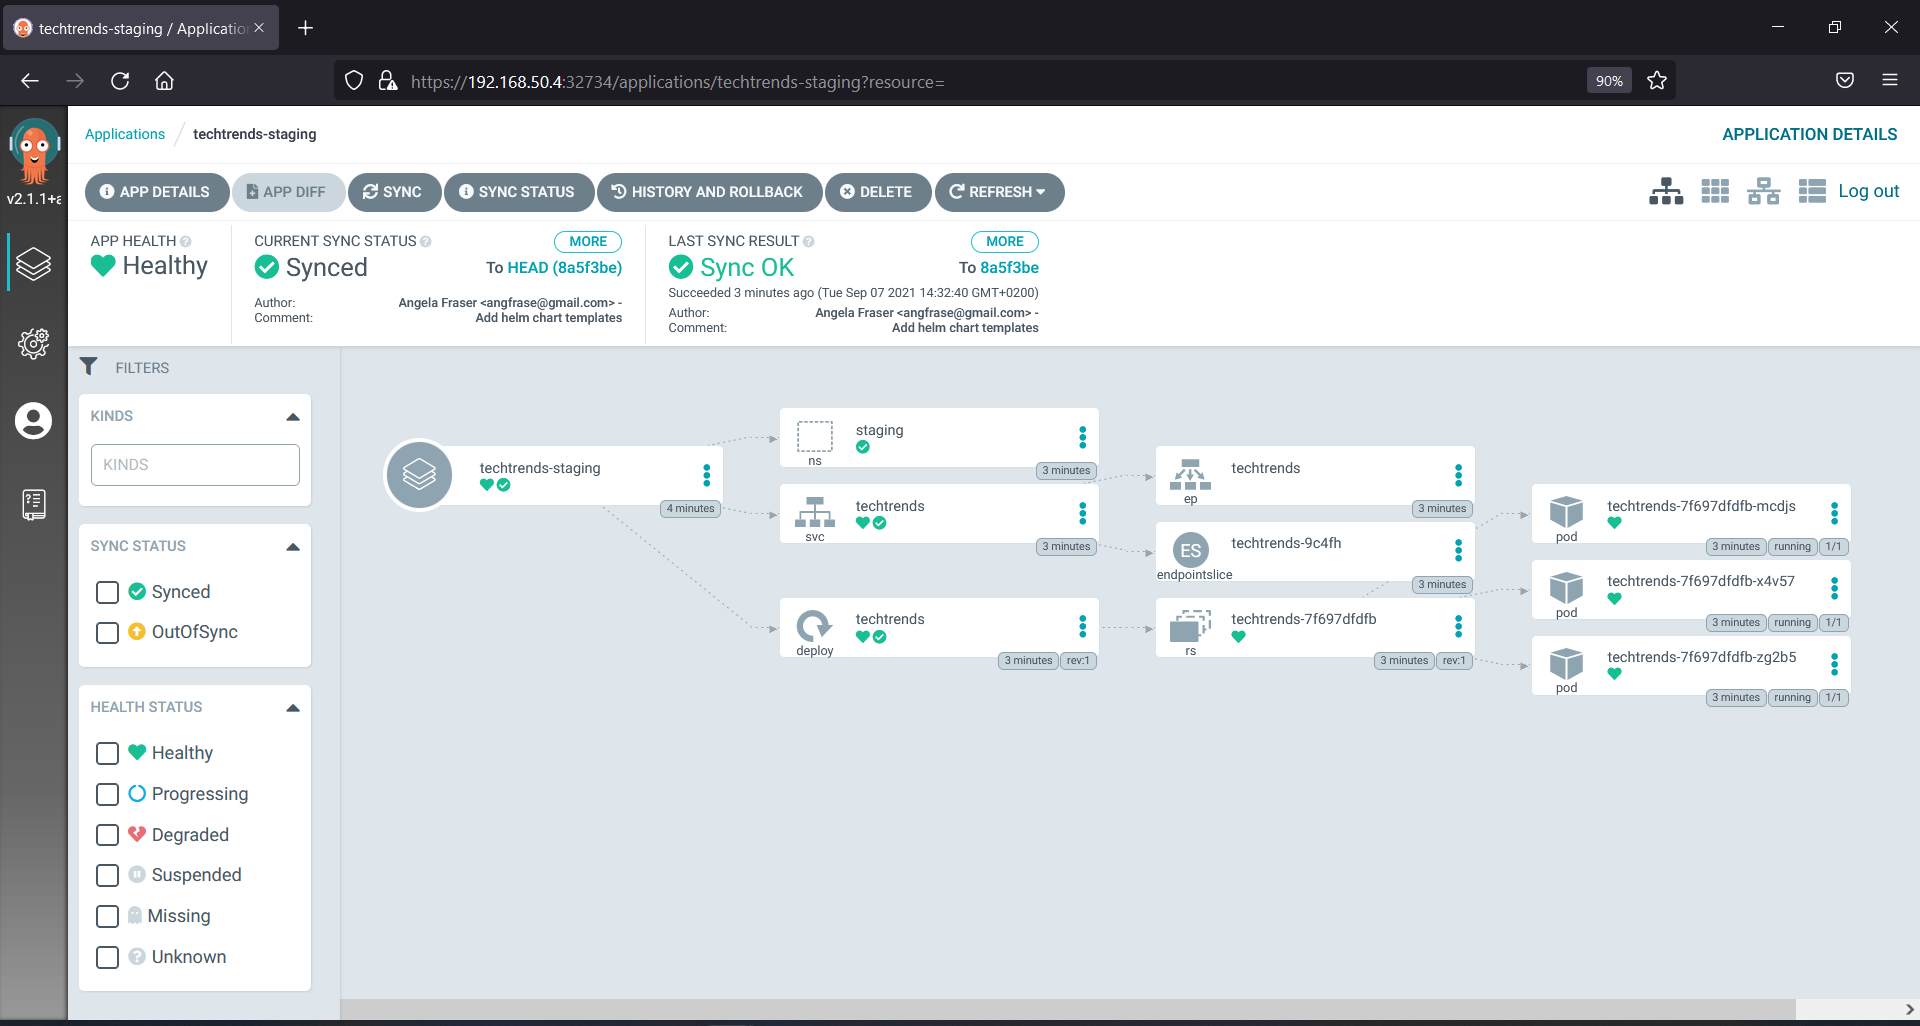 techtrends-staging / Applicatio
https://192.168.50.4:32734/applications/techtrends-staging?resource=
90%
v2.1.1+a
Applications / techtrends-staging
APPLICATION DETAILS
APP DETAILS
APP DIFF
SYNC
SYNC STATUS
HISTORY AND ROLLBACK
DELETE
REFRESH
Log out
APP HEALTH
Healthy
CURRENT SYNC STATUS
MORE
Synced
To HEAD (8a5f3be)
Author: Angela Fraser <angfrase@gmail.com> -
Comment: Add helm chart templates
LAST SYNC RESULT
MORE
Sync OK
To 8a5f3be
Succeeded 3 minutes ago (Tue Sep 07 2021 14:32:40 GMT+0200)
Author: Angela Fraser <angfrase@gmail.com> -
Comment: Add helm chart templates
FILTERS
KINDS
KINDS
SYNC STATUS
Synced
OutOfSync
HEALTH STATUS
Healthy
Progressing
Degraded
Suspended
Missing
Unknown
techtrends-staging
4 minutes
staging
ns
3 minutes
techtrends
svc
3 minutes
techtrends
deploy
3 minutes rev:1
techtrends
ep
3 minutes
ES
techtrends-9c4fh
endpointslice
3 minutes
techtrends-7f697dfdfb
rs
3 minutes rev:1
techtrends-7f697dfdfb-mcdjs
pod
3 minutes running 1/1
techtrends-7f697dfdfb-x4v57
pod
3 minutes running 1/1
techtrends-7f697dfdfb-zg2b5
pod
3 minutes running 1/1